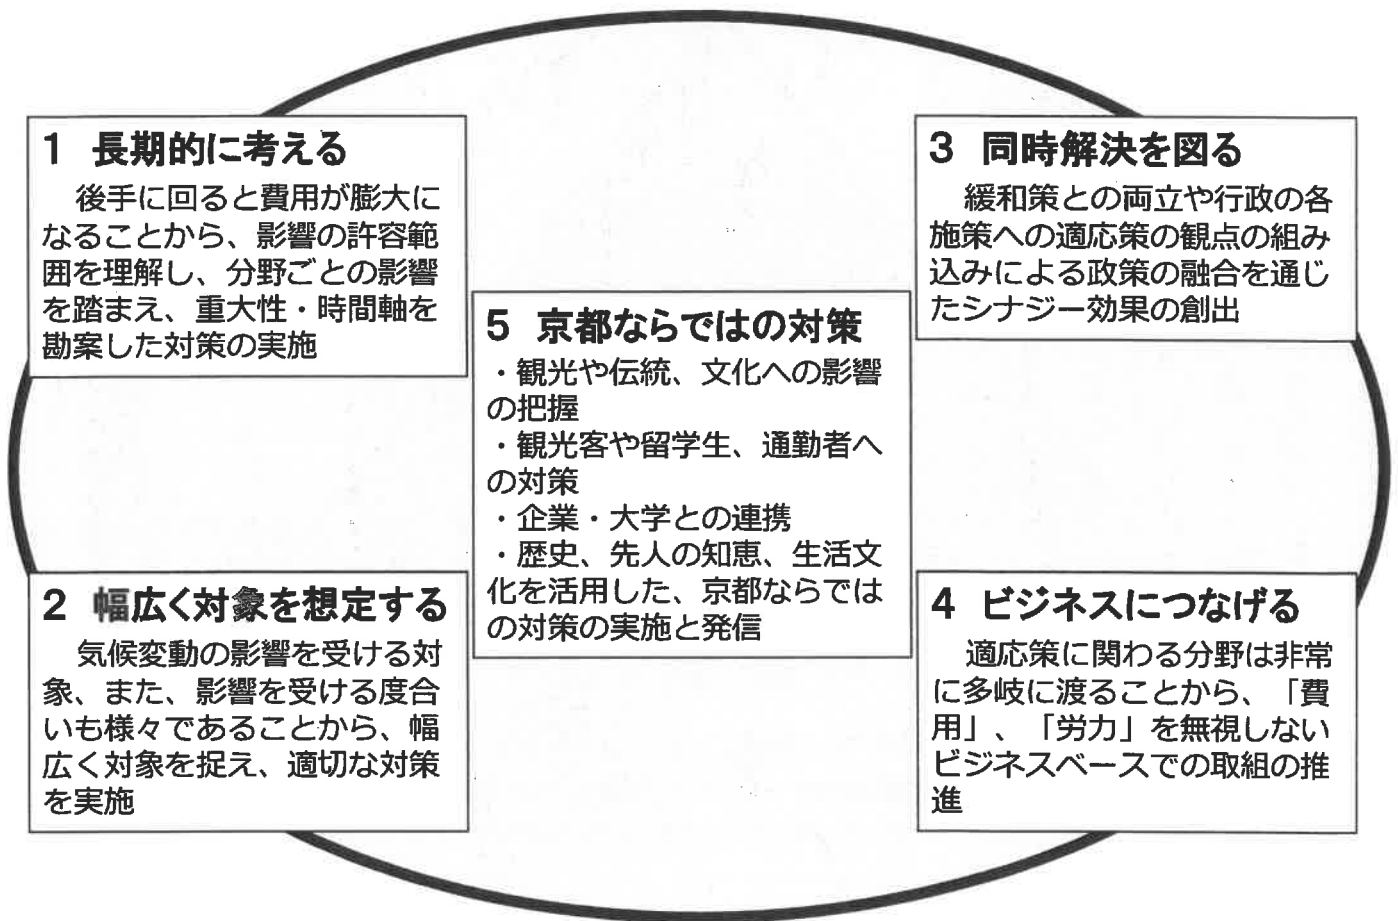 1 長期的に考える
後手に回ると費用が膨大に
なることから、影響の許容範
囲を理解し、分野ごとの影響
を踏まえ、重大性・時間軸を
勘案した対策の実施
2 幅広く対象を想定する
気候変動の影響を受ける対
象、また、影響を受ける度合
いも様々であることから、幅
広く対象を捉え、適切な対策
を実施
3 同時解決を図る
緩和策との両立や行政の各
施策への適応策の観点の組み
込みによる政策の融合を通じ
たシナジー効果の創出
4 ビジネスにつなげる
適応策に関わる分野は非常
に多岐に渡ることから、「費
用」、「労力」を無視しない
ビジネスベースでの取組の推
進
5 京都ならではの対策
・観光や伝統、文化への影響
の把握
・観光客や留学生、通勤者へ
の対策
・企業・大学との連携
・歴史、先人の知恵、生活文
化を活用した、京都ならでは
の対策の実施と発信